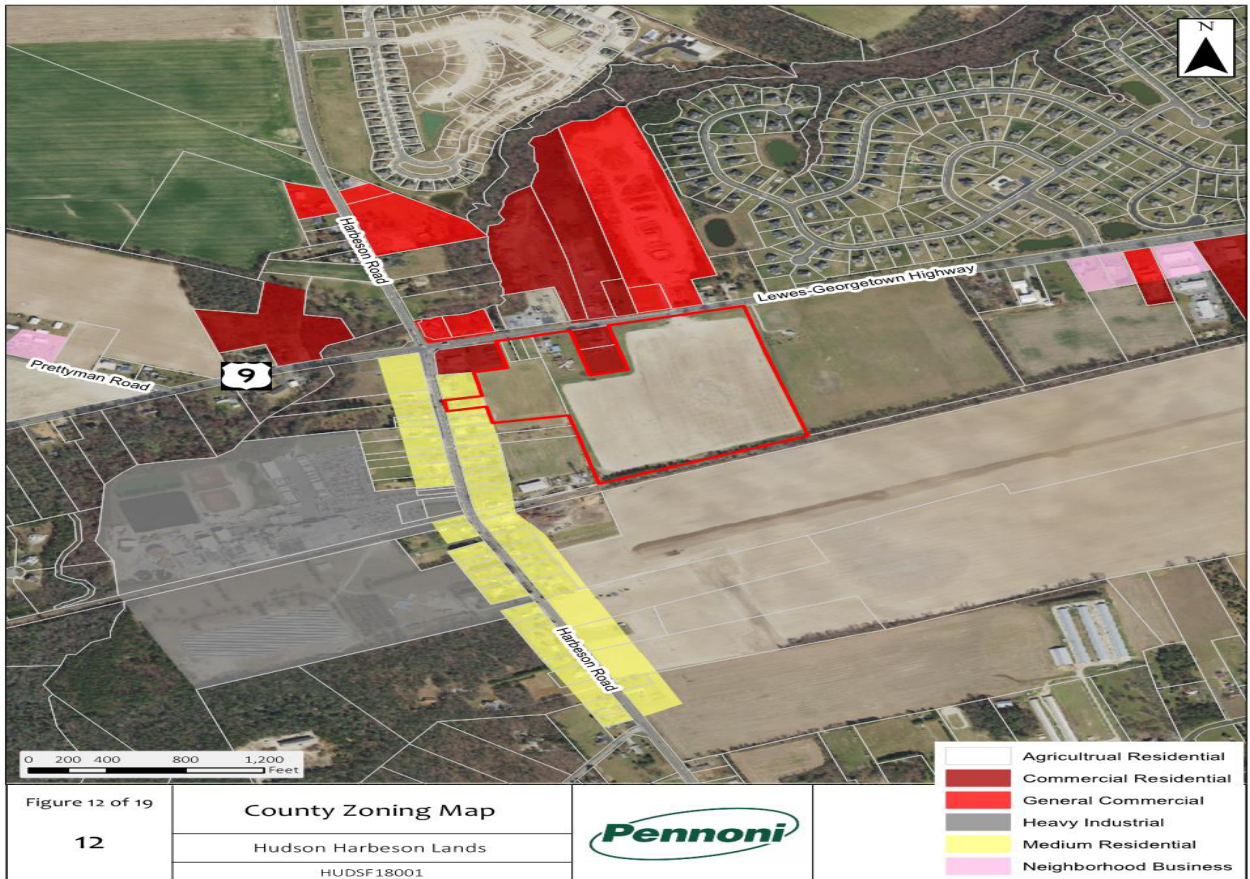 N
Harbeson Road
Lewes-Georgetown Highway
Prettyman Road
9
Harbeson Road
0 200 400 800 1,200
Feet
Agricultrual Residential
Commercial Residential
General Commercial
Heavy Industrial
Medium Residential
Neighborhood Business
Figure 12 of 19
12
County Zoning Map
Hudson Harbeson Lands
HUDSF18001
Pennoni